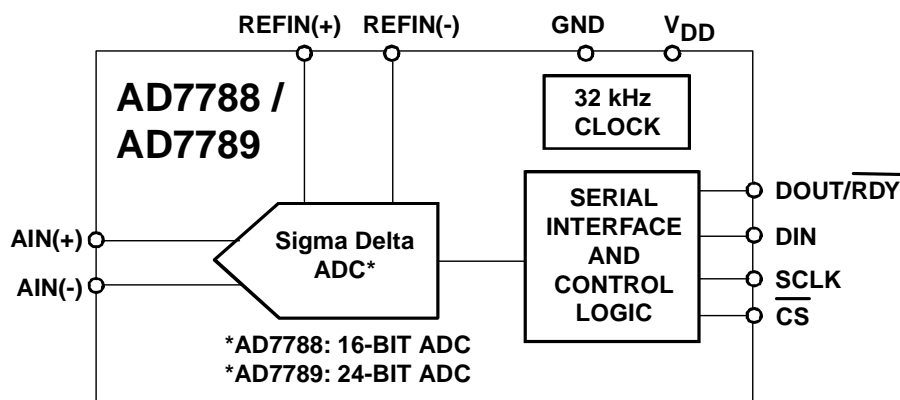 REFIN(+) REFIN(-) GND VDD
AD7788 /
AD7789
32 kHz
CLOCK
AIN(+)
AIN(-)
Sigma Delta
ADC*
SERIAL
INTERFACE
AND
CONTROL
LOGIC
DOUT/RDY
DIN
SCLK
CS
*AD7788: 16-BIT ADC
*AD7789: 24-BIT ADC